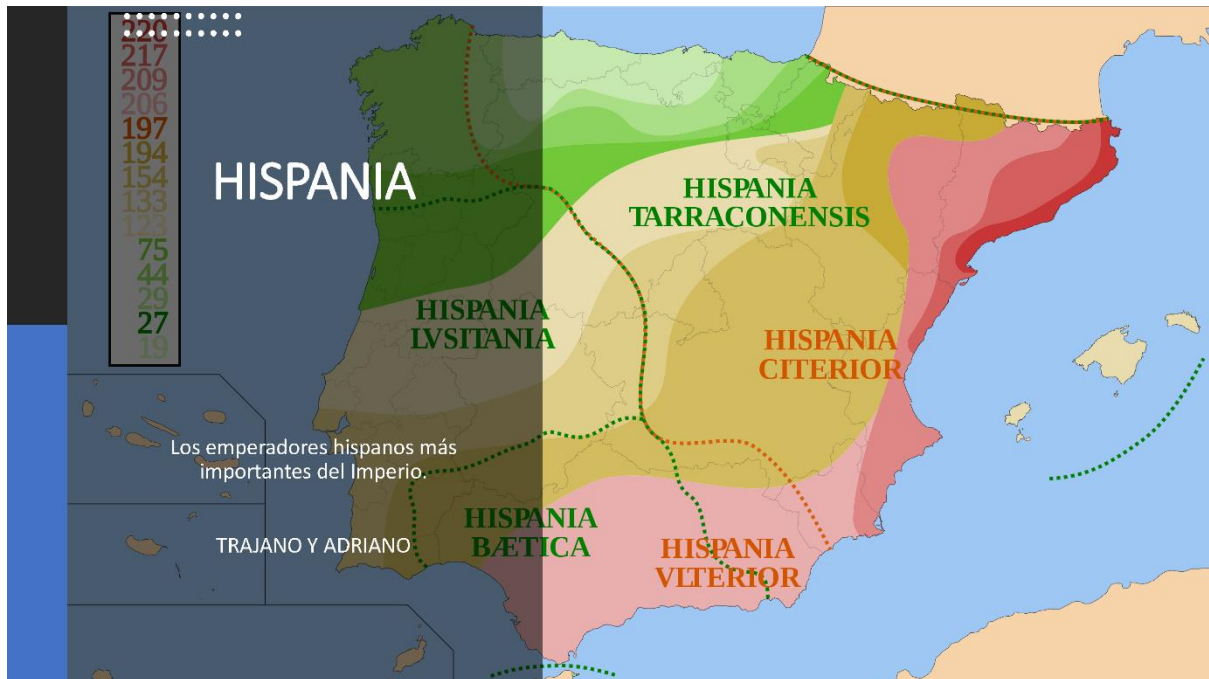 220
217
209
206
197
194
154
133
123
75
44
29
27
19
HISPANIA
HISPANIA
TARRACONENSIS
HISPANIA
LVSITANIA
HISPANIA
CITERIOR
Los emperadores hispanos más
importantes del Imperio.
TRAJANO Y ADRIANO
HISPANIA
BÆTICA
HISPANIA
VLTERIOR